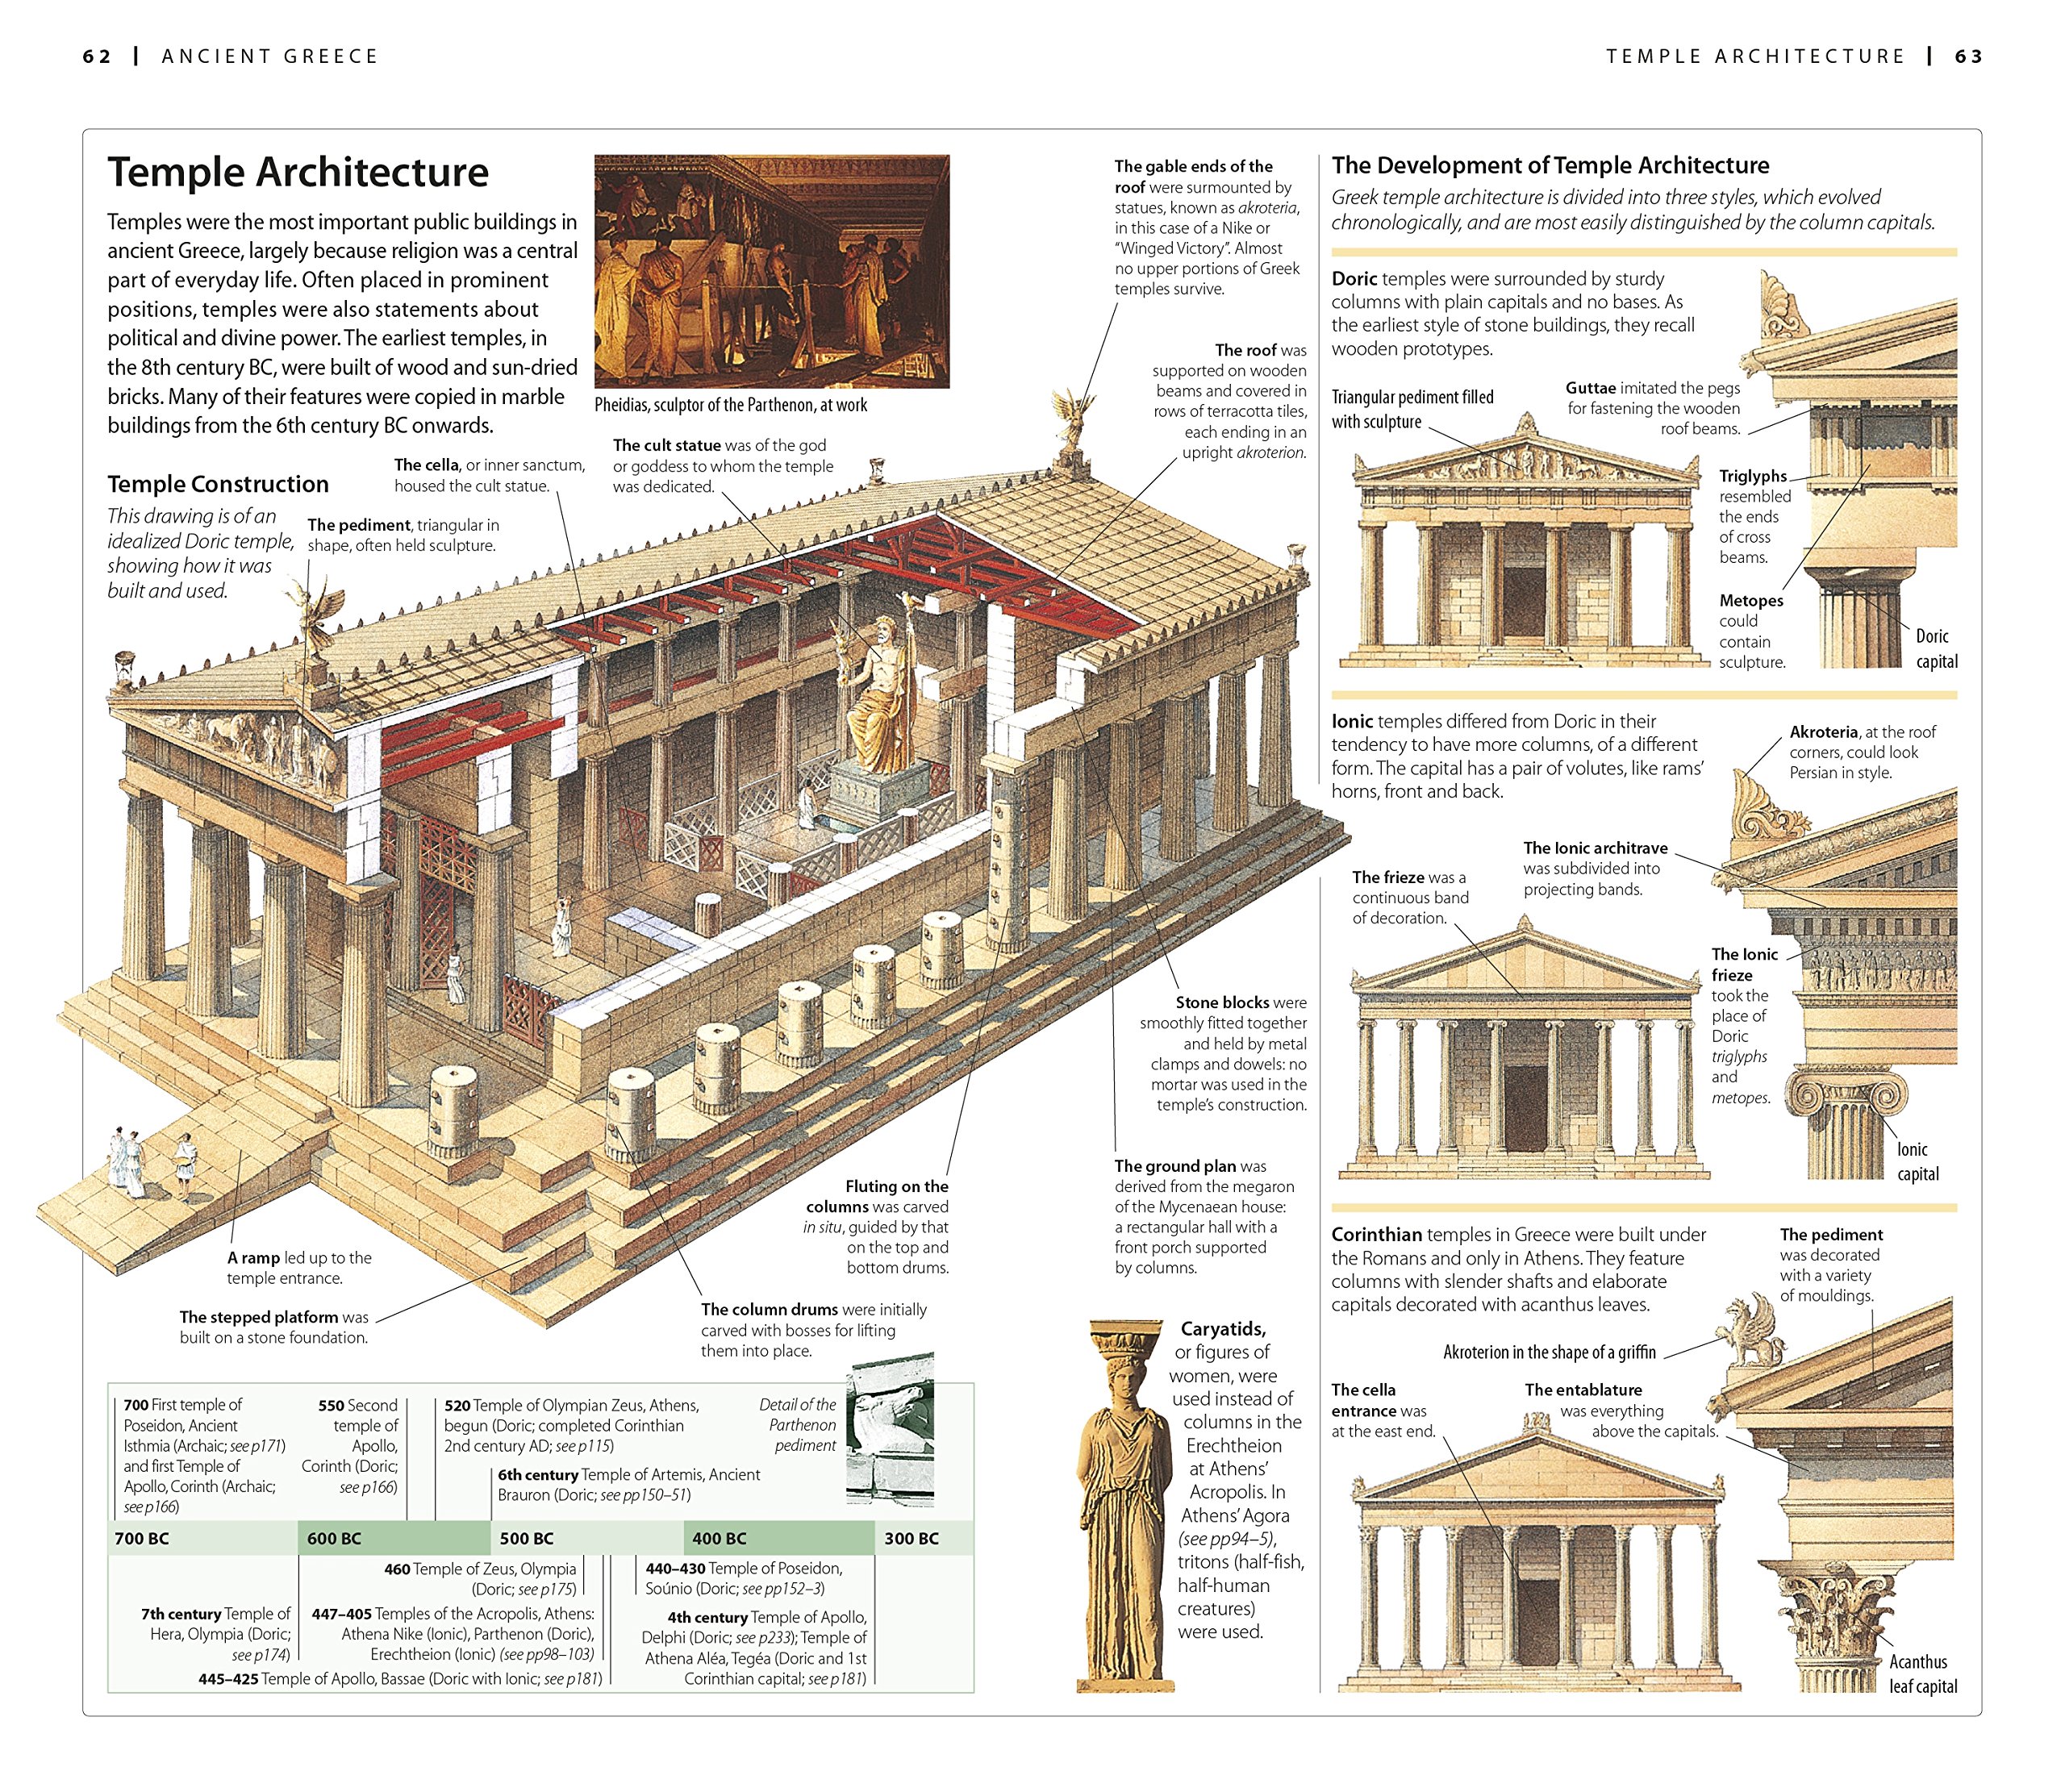 62 | ANCIENT GREECE
TEMPLE ARCHITECTURE | 63
Temple Architecture
Temples were the most important public buildings in
ancient Greece, largely because religion was a central
part of everyday life. Often placed in prominent
positions, temples were also statements about
political and divine power. The earliest temples, in
the 8th century BC, were built of wood and sun-dried
bricks. Many of their features were copied in marble
buildings from the 6th century BC onwards.
Pheidias, sculptor of the Parthenon, at work
Temple Construction
This drawing is of an
idealized Doric temple,
showing how it was
built and used.
The pediment, triangular in
shape, often held sculpture.
The cella, or inner sanctum,
housed the cult statue.
The cult statue was of the god
or goddess to whom the temple
was dedicated.
The gable ends of the
roof were surmounted by
statues, known as akroteria,
in this case of a Nike or
“Winged Victory”. Almost
no upper portions of Greek
temples survive.
The roof was
supported on wooden
beams and covered in
rows of terracotta tiles,
each ending in an
upright akroterion.
Stone blocks were
smoothly fitted together
and held by metal
clamps and dowels: no
mortar was used in the
temple’s construction.
The ground plan was
derived from the megaron
of the Mycenaean house:
a rectangular hall with a
front porch supported
by columns.
Fluting on the
columns was carved
in situ, guided by that
on the top and
bottom drums.
The column drums were initially
carved with bosses for lifting
them into place.
A ramp led up to the
temple entrance.
The stepped platform was
built on a stone foundation.
700 First temple of
Poseidon, Ancient
Isthmia (Archaic; see p171)
and first Temple of
Apollo, Corinth (Archaic;
see p166)
550 Second
temple of
Apollo,
Corinth (Doric;
see p166)
520 Temple of Olympian Zeus, Athens,
begun (Doric; completed Corinthian
2nd century AD; see p115)
6th century Temple of Artemis, Ancient
Brauron (Doric; see pp150–51)
Detail of the
Parthenon
pediment
700 BC
600 BC
500 BC
400 BC
300 BC
7th century Temple of
Hera, Olympia (Doric;
see p174)
460 Temple of Zeus, Olympia
(Doric; see p175)
447–405 Temples of the Acropolis, Athens:
Athena Nike (Ionic), Parthenon (Doric),
Erechtheion (Ionic) (see pp98–103)
445–425 Temple of Apollo, Bassae (Doric with Ionic; see p181)
440–430 Temple of Poseidon,
Soúnio (Doric; see pp152–3)
4th century Temple of Apollo,
Delphi (Doric; see p233); Temple of
Athena Aléa, Tegéa (Doric and 1st
Corinthian capital; see p181)
Caryatids,
or figures of
women, were
used instead of
columns in the
Erechtheion
at Athens’
Acropolis. In
Athens’ Agora
(see pp94–5),
tritons (half-fish,
half-human
creatures)
were used.
The Development of Temple Architecture
Greek temple architecture is divided into three styles, which evolved
chronologically, and are most easily distinguished by the column capitals.
Doric temples were surrounded by sturdy
columns with plain capitals and no bases. As
the earliest style of stone buildings, they recall
wooden prototypes.
Triangular pediment filled
with sculpture
Guttae imitated the pegs
for fastening the wooden
roof beams.
Triglyphs
resembled
the ends
of cross
beams.
Metopes
could
contain
sculpture.
Doric
capital
Ionic temples differed from Doric in their
tendency to have more columns, of a different
form. The capital has a pair of volutes, like rams’
horns, front and back.
Akroteria, at the roof
corners, could look
Persian in style.
The Ionic architrave
was subdivided into
projecting bands.
The frieze was a
continuous band
of decoration.
The Ionic
frieze
took the
place of
Doric
triglyphs
and
metopes.
Ionic
capital
Corinthian temples in Greece were built under
the Romans and only in Athens. They feature
columns with slender shafts and elaborate
capitals decorated with acanthus leaves.
The pediment
was decorated
with a variety
of mouldings.
Akroterion in the shape of a griffin
The cella
entrance was
at the east end.
The entablature
was everything
above the capitals.
Acanthus
leaf capital